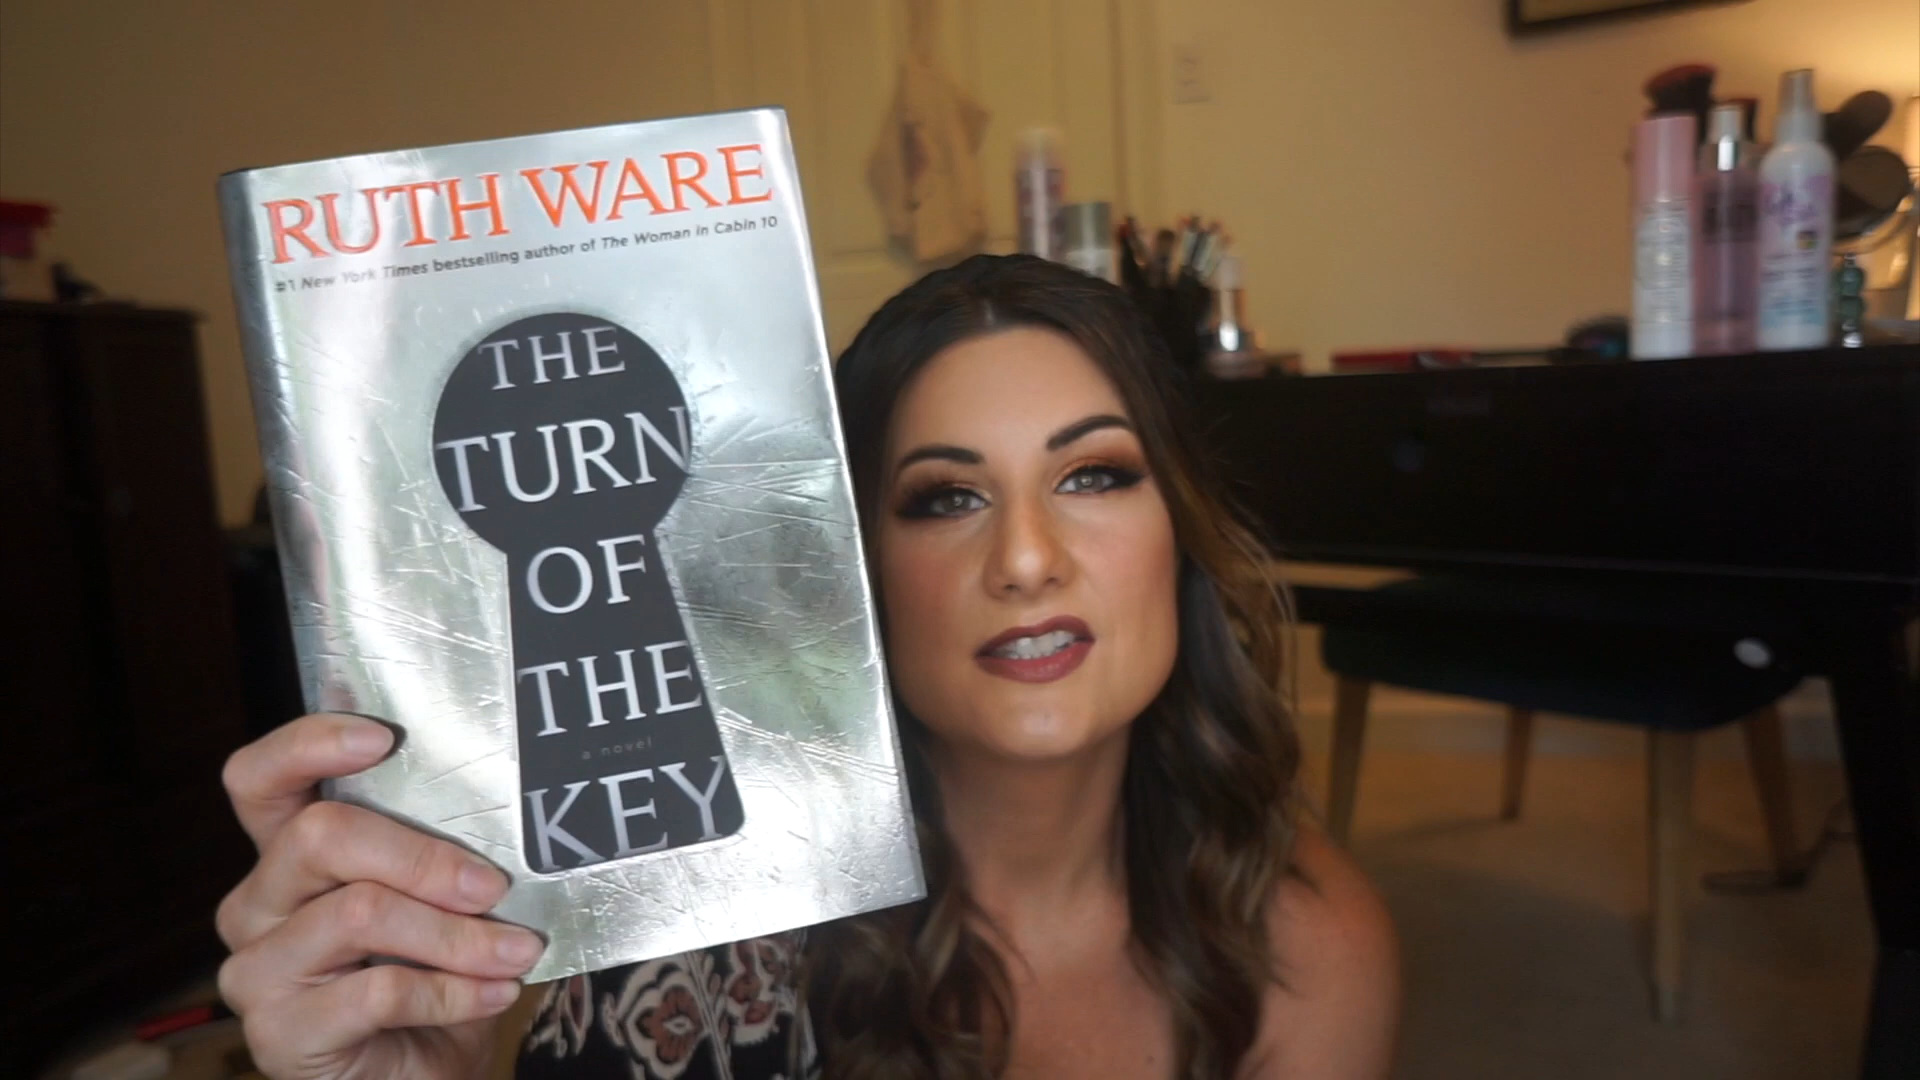 RUTH WARE
#1 New York Times bestselling author of The Woman in Cabin 10
THE
TURN
OF
THE
a novel
KEY